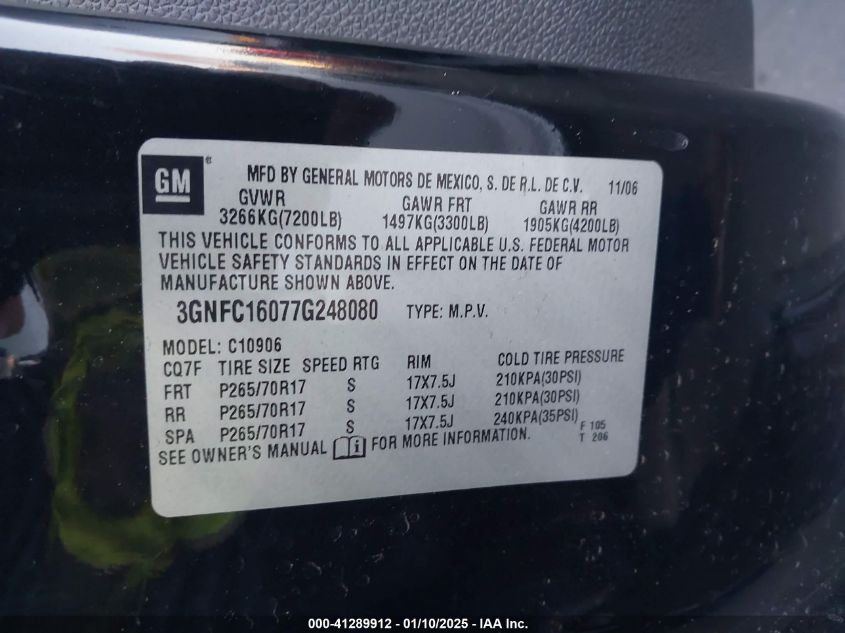 GM ® MFD BY GENERAL MOTORS DE MEXICO, S. DE R.L. DE C.V. 11/06
GVWR GAWR FRT GAWR RR
3266KG(7200LB) 1497KG(3300LB) 1905KG(4200LB)
THIS VEHICLE CONFORMS TO ALL APPLICABLE U.S. FEDERAL MOTOR
VEHICLE SAFETY STANDARDS IN EFFECT ON THE DATE OF
MANUFACTURE SHOWN ABOVE.
3GNFC16077G248080 TYPE: M.P.V.
MODEL: C10906
CQ7F TIRE SIZE SPEED RTG RIM COLD TIRE PRESSURE
FRT P265/70R17 S 17X7.5J 210KPA(30PSI)
RR P265/70R17 S 17X7.5J 210KPA(30PSI)
SPA P265/70R17 S 17X7.5J 240KPA(35PSI) F 105
SEE OWNER'S MANUAL i FOR MORE INFORMATION. T 206
000-41289912 - 01/10/2025 - IAA Inc.